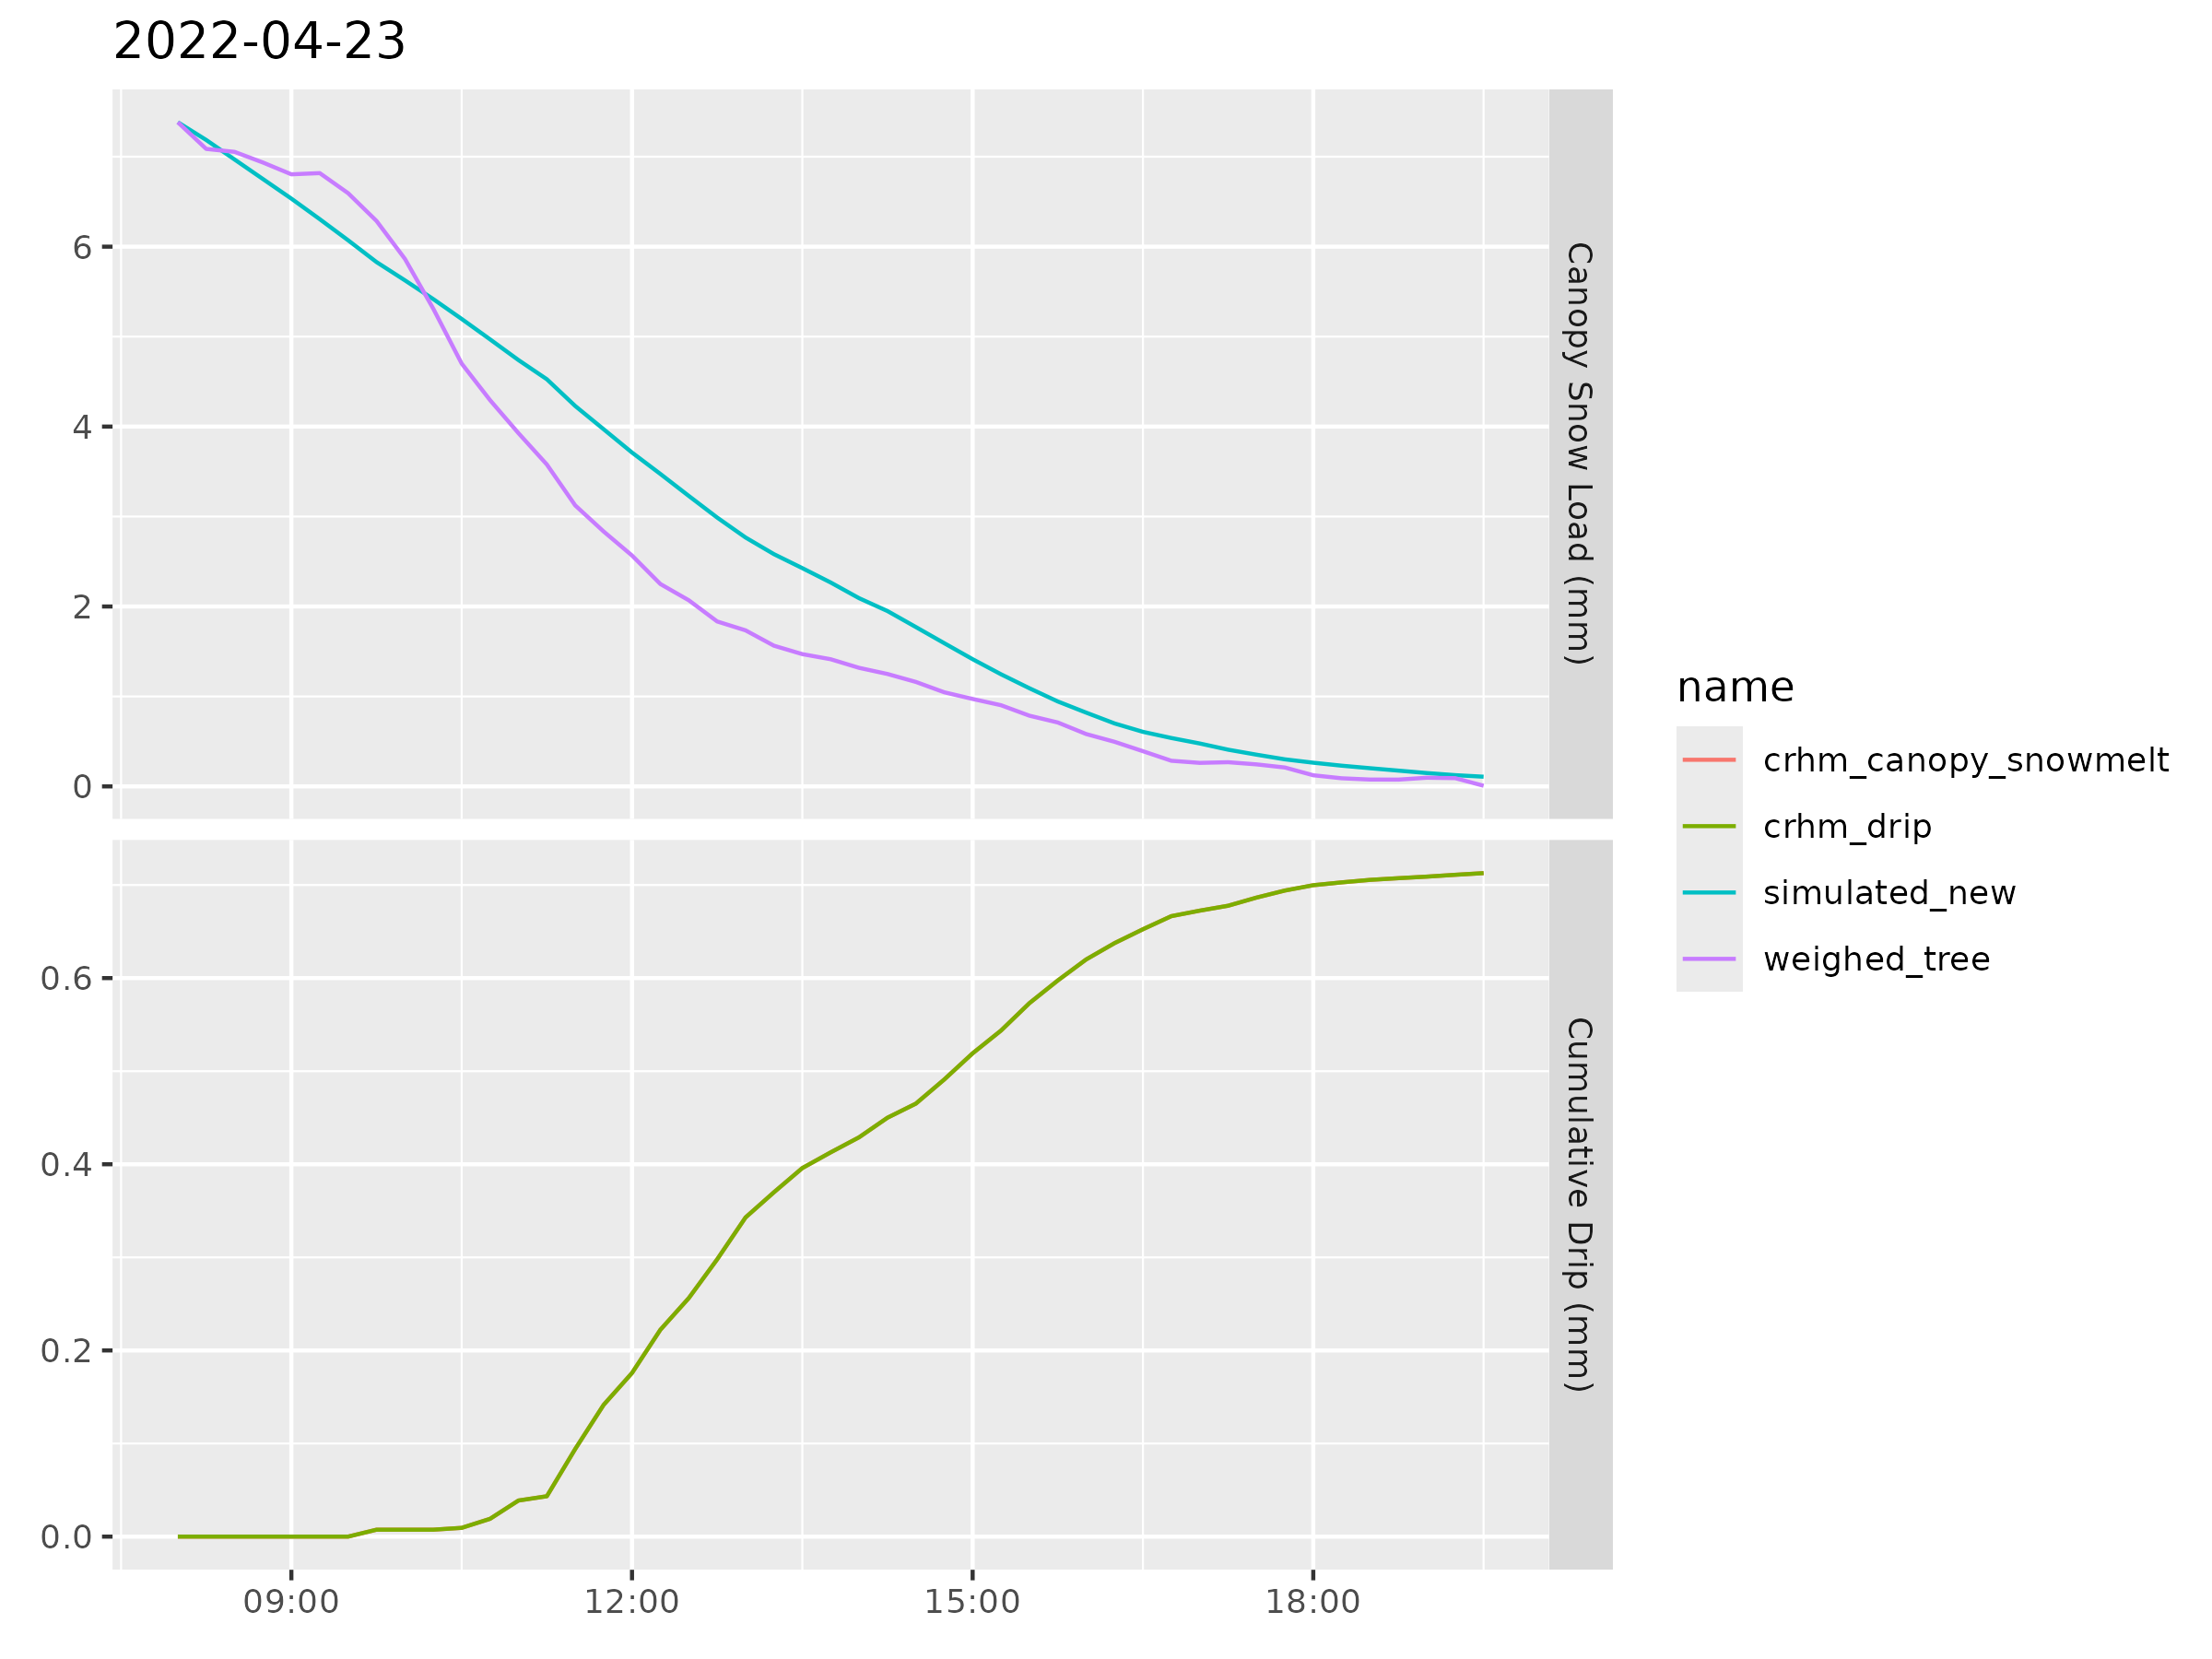 2022-04-23
6
4
2
0
Canopy Snow Load (mm)
0.6
0.4
0.2
0.0
Cumulative Drip (mm)
09:00 12:00 15:00 18:00
name
crhm_canopy_snowmelt
crhm_drip
simulated_new
weighed_tree